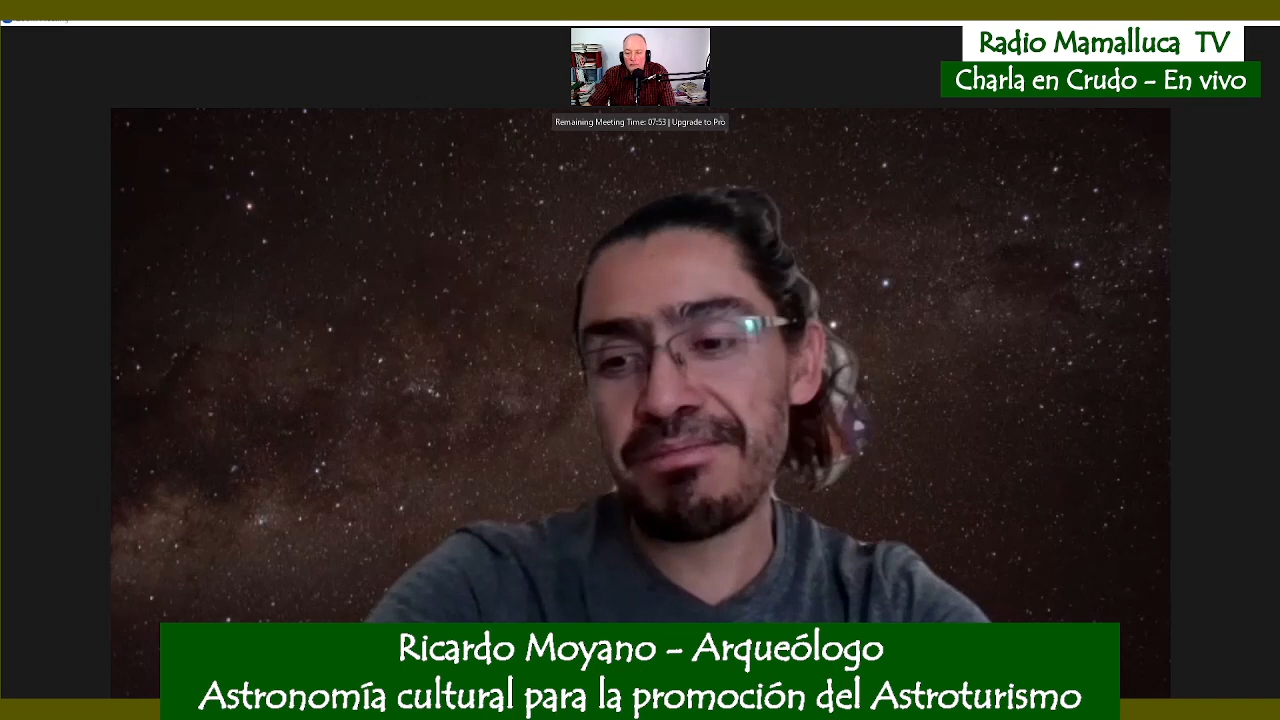 Radio Mamalluca TV
Charla en Crudo - En vivo
Remaining Meeting Time: 07:53 | Upgrade to Pro
Ricardo Moyano - Arqueólogo
Astronomía cultural para la promoción del Astroturismo